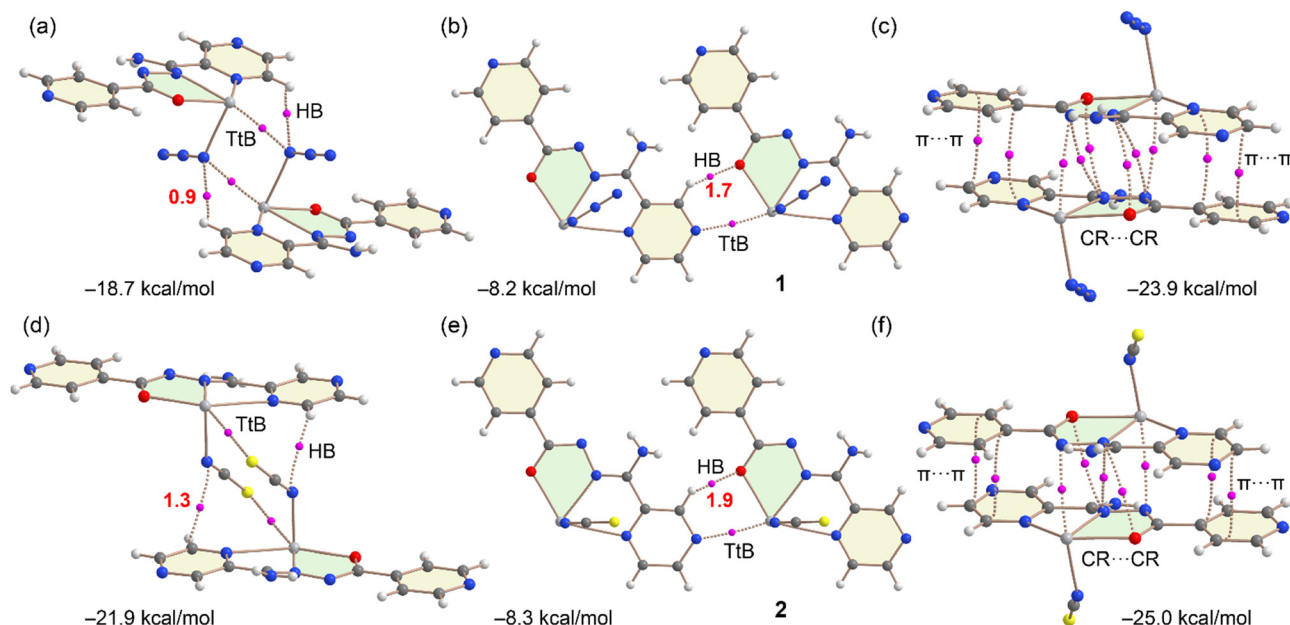 (a)
HB
TtB
0.9
–18.7 kcal/mol
(b)
HB
1.7
TtB
–8.2 kcal/mol
1
(c)
π···π
π···π
CR···CR
–23.9 kcal/mol
(d)
TtB
HB
1.3
–21.9 kcal/mol
(e)
HB
1.9
TtB
–8.3 kcal/mol
2
(f)
π···π
π···π
CR···CR
–25.0 kcal/mol